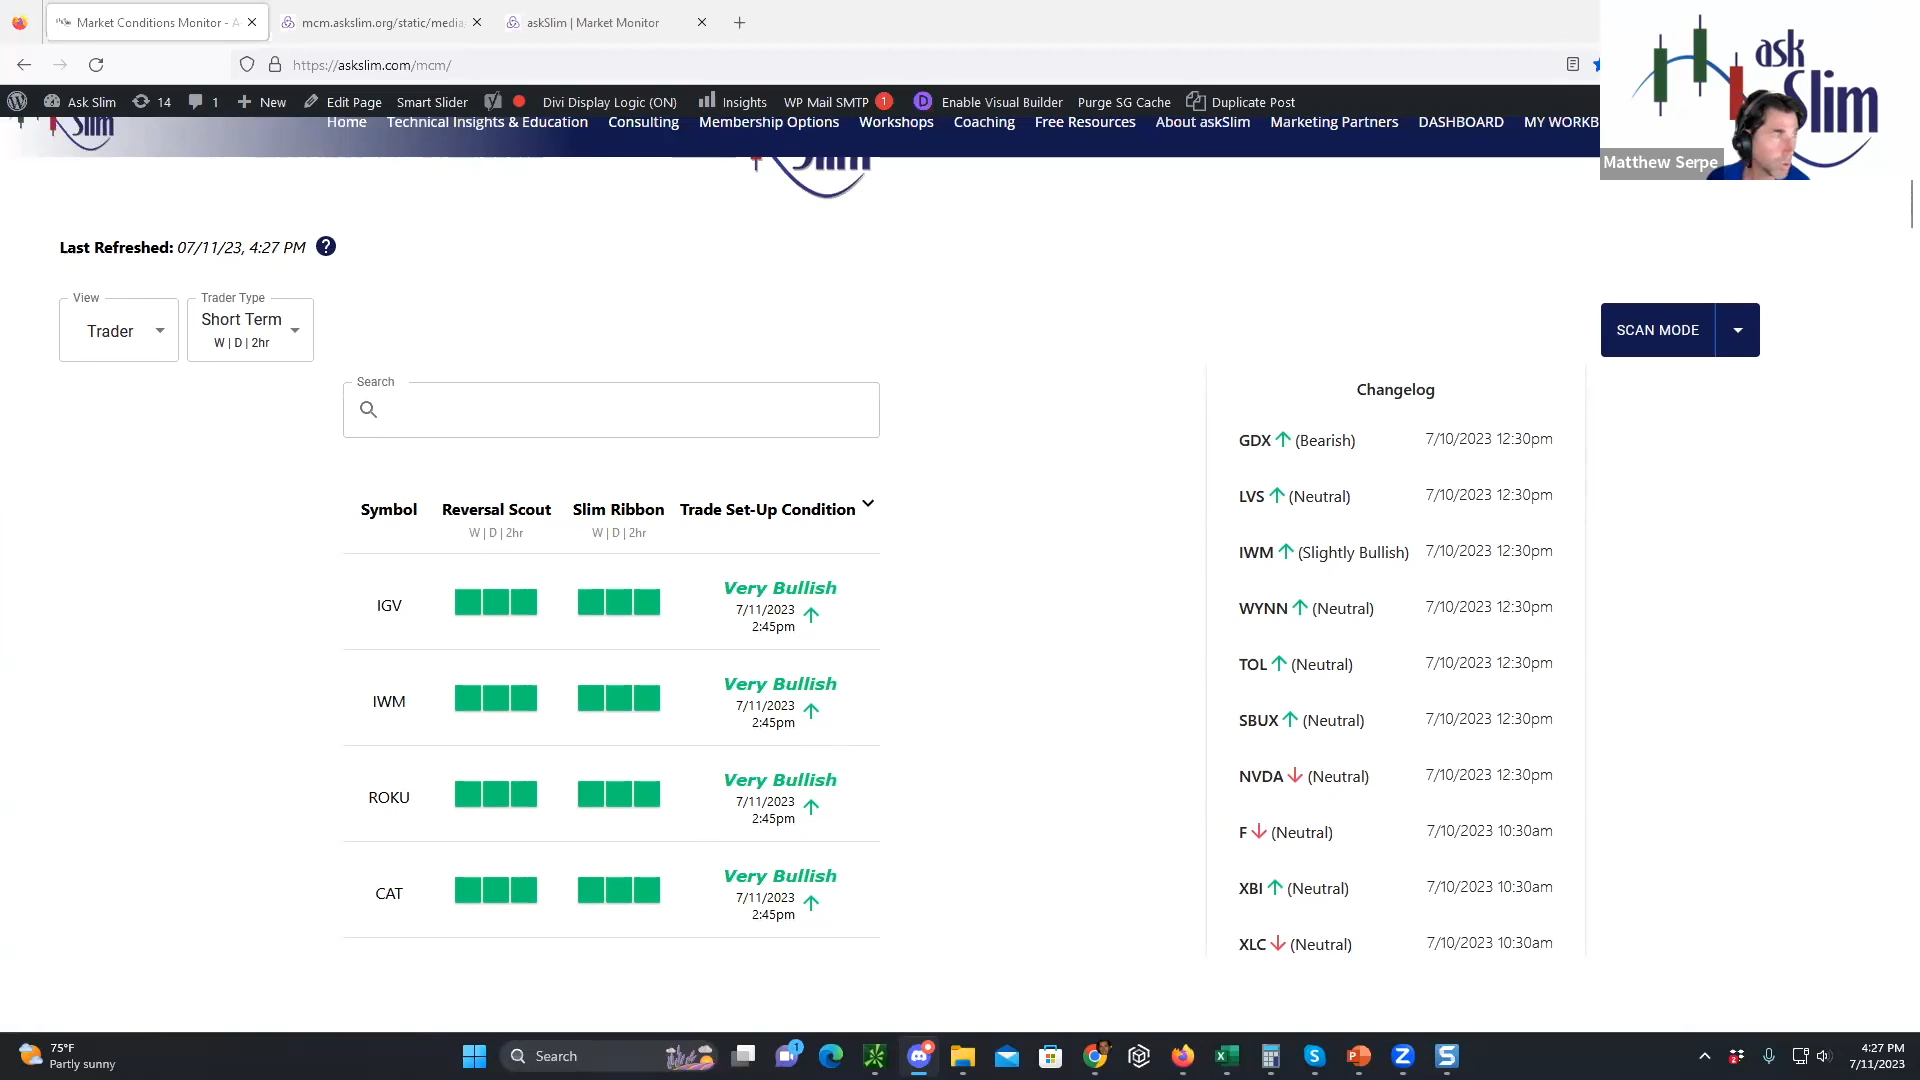 Market Conditions Monitor - A
mcm.askslim.org/static/media
askSlim | Market Monitor
https://askslim.com/mcm/
Ask Slim 14 1 New Edit Page Smart Slider Divi Display Logic (ON) Insights WP Mail SMTP 1 D Enable Visual Builder Purge SG Cache Duplicate Post
Slim
Home Technical Insights & Education Consulting Membership Options Workshops Coaching Free Resources About askSlim Marketing Partners DASHBOARD MY WORKB
Slim
ask
Slim
Matthew Serpe
Last Refreshed: 07/11/23, 4:27 PM ?
View
Trader
Trader Type
Short Term
W | D | 2hr
SCAN MODE
Search
Symbol Reversal Scout Slim Ribbon Trade Set-Up Condition
W | D | 2hr W | D | 2hr
IGV
Very Bullish
7/11/2023
2:45pm
IWM
Very Bullish
7/11/2023
2:45pm
ROKU
Very Bullish
7/11/2023
2:45pm
CAT
Very Bullish
7/11/2023
2:45pm
Changelog
GDX ↑ (Bearish) 7/10/2023 12:30pm
LVS ↑ (Neutral) 7/10/2023 12:30pm
IWM ↑ (Slightly Bullish) 7/10/2023 12:30pm
WYNN ↑ (Neutral) 7/10/2023 12:30pm
TOL ↑ (Neutral) 7/10/2023 12:30pm
SBUX ↑ (Neutral) 7/10/2023 12:30pm
NVDA ↓ (Neutral) 7/10/2023 12:30pm
F ↓ (Neutral) 7/10/2023 10:30am
XBI ↑ (Neutral) 7/10/2023 10:30am
XLC ↓ (Neutral) 7/10/2023 10:30am
75°F
Partly sunny
Search
1
4:27 PM
7/11/2023